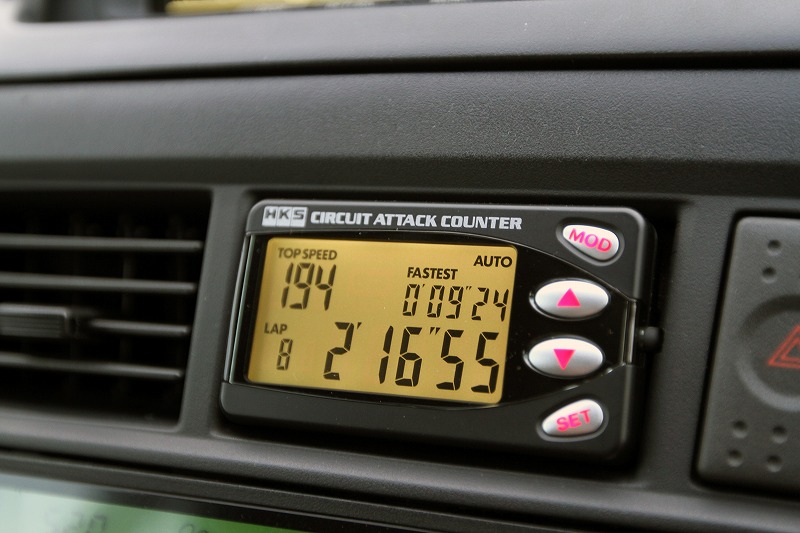 HKS CIRCUIT ATTACK COUNTER
MOD
TOP SPEED
AUTO
194
FASTEST
0'09"24
LAP
8
2'16"55
SET